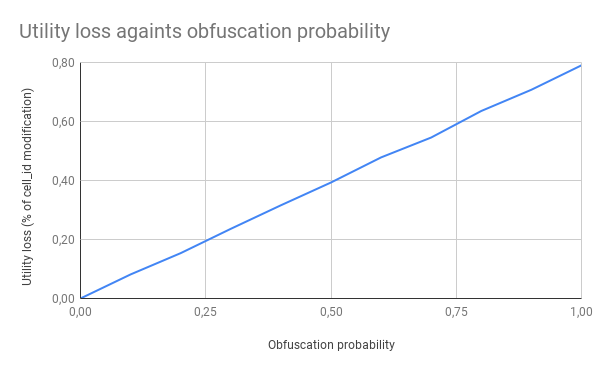 Utility loss againts obfuscation probability
0,80
0,60
0,40
0,20
0,00
Utility loss (% of cell_id modification)
0,00 0,25 0,50 0,75 1,00
Obfuscation probability